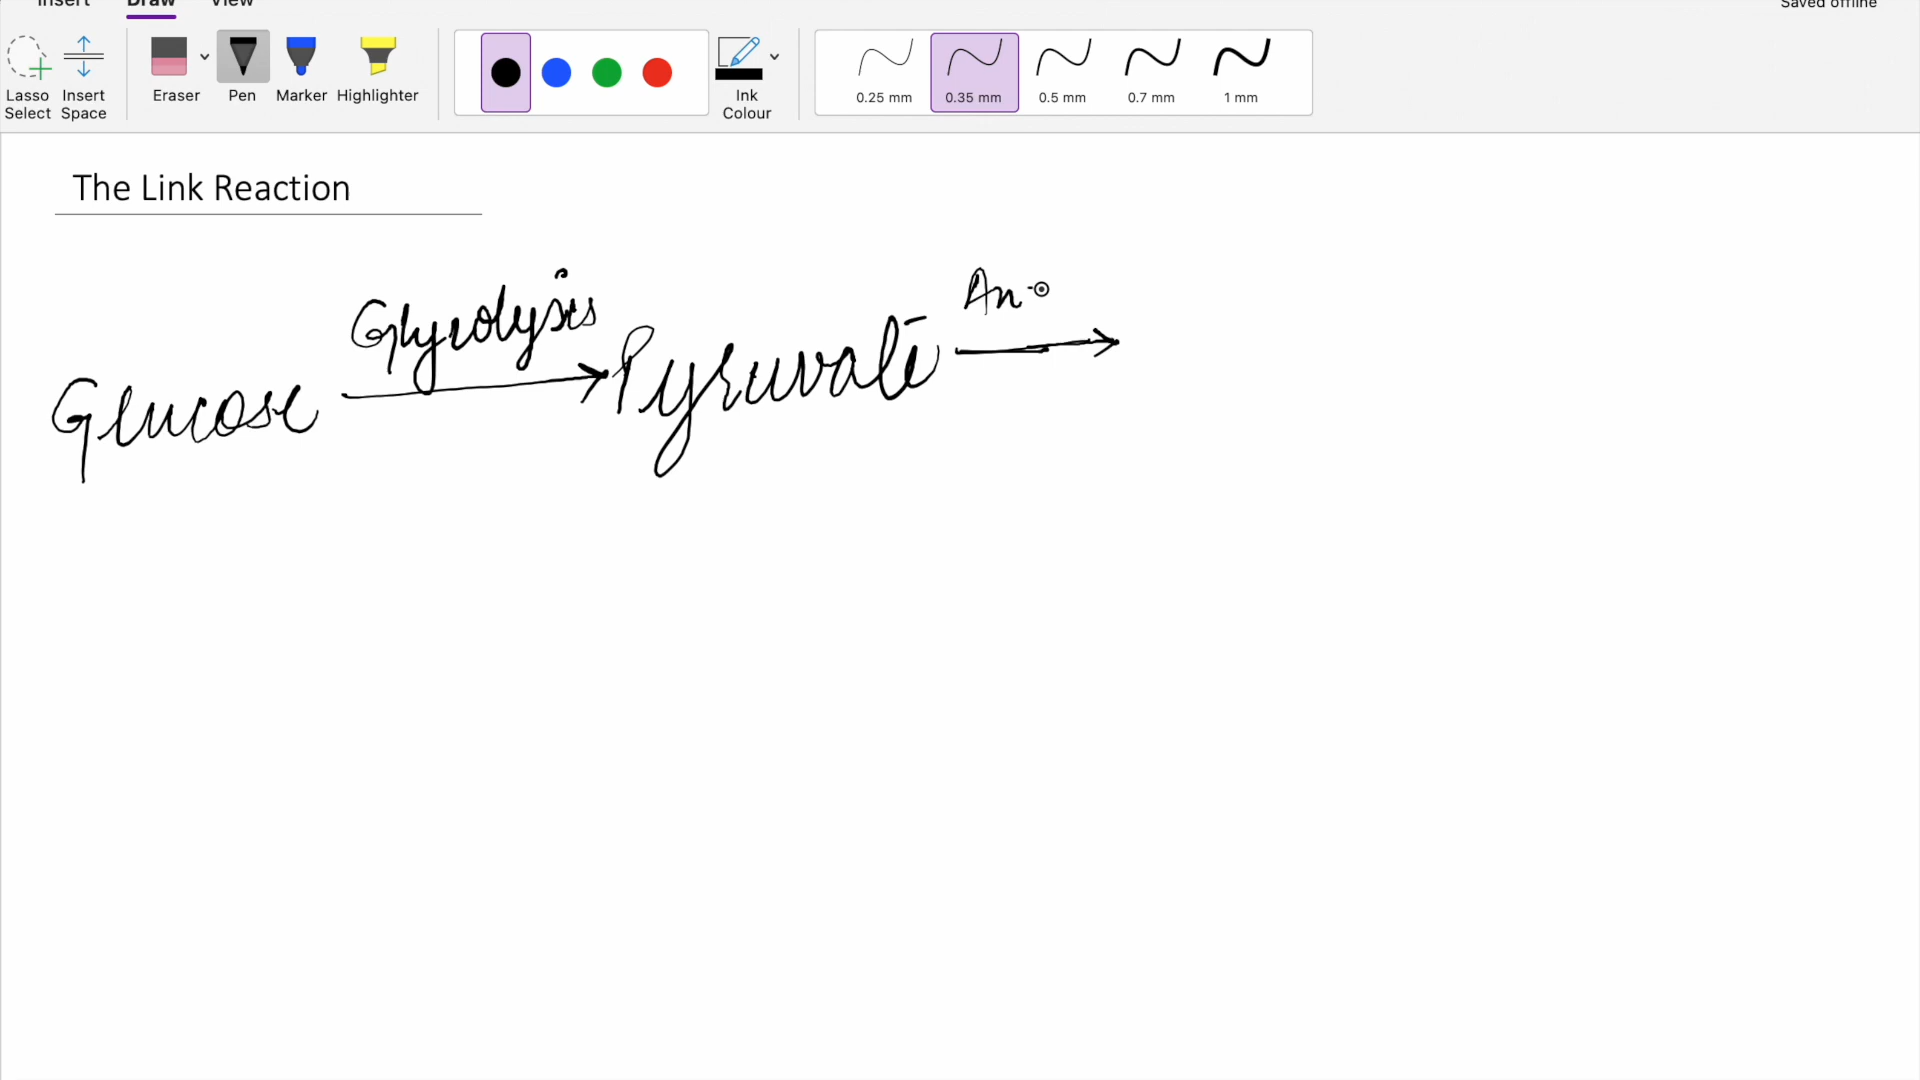 Insert Draw View Saved offline
Lasso Select Insert Space Eraser Pen Marker Highlighter Ink Colour 0.25 mm 0.35 mm 0.5 mm 0.7 mm 1 mm
The Link Reaction
Glycolysis An
Glucose Pyruvate